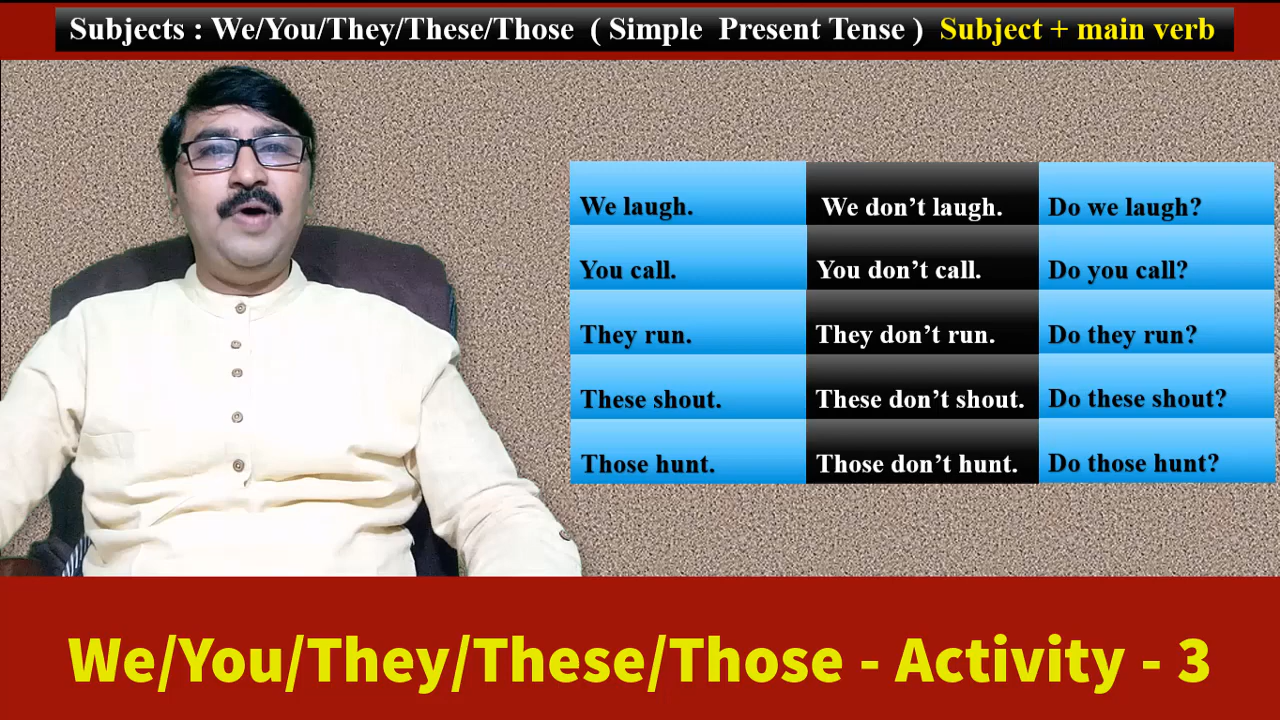 Subjects : We/You/They/These/Those ( Simple Present Tense ) Subject + main verb
We laugh. We don’t laugh. Do we laugh?
You call. You don’t call. Do you call?
They run. They don’t run. Do they run?
These shout. These don’t shout. Do these shout?
Those hunt. Those don’t hunt. Do those hunt?
We/You/They/These/Those - Activity - 3